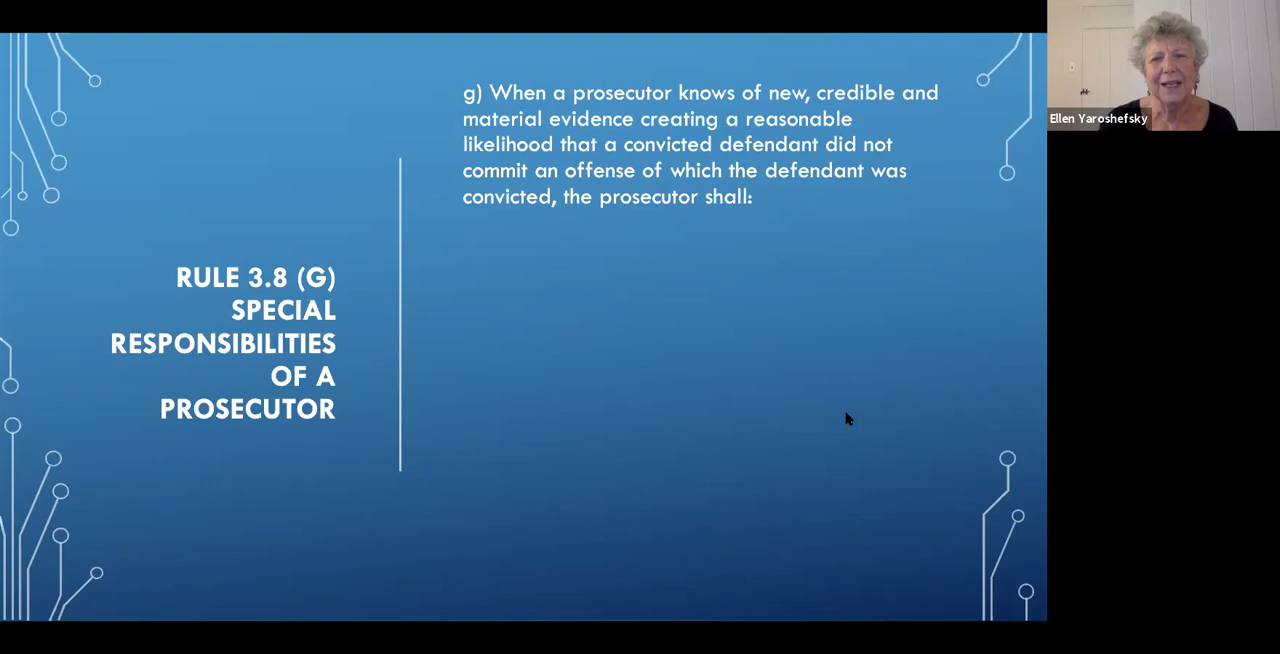 g) When a prosecutor knows of new, credible and
material evidence creating a reasonable
likelihood that a convicted defendant did not
commit an offense of which the defendant was
convicted, the prosecutor shall:
RULE 3.8 (G)
SPECIAL
RESPONSIBILITIES
OF A
PROSECUTOR
Ellen Yaroshefsky